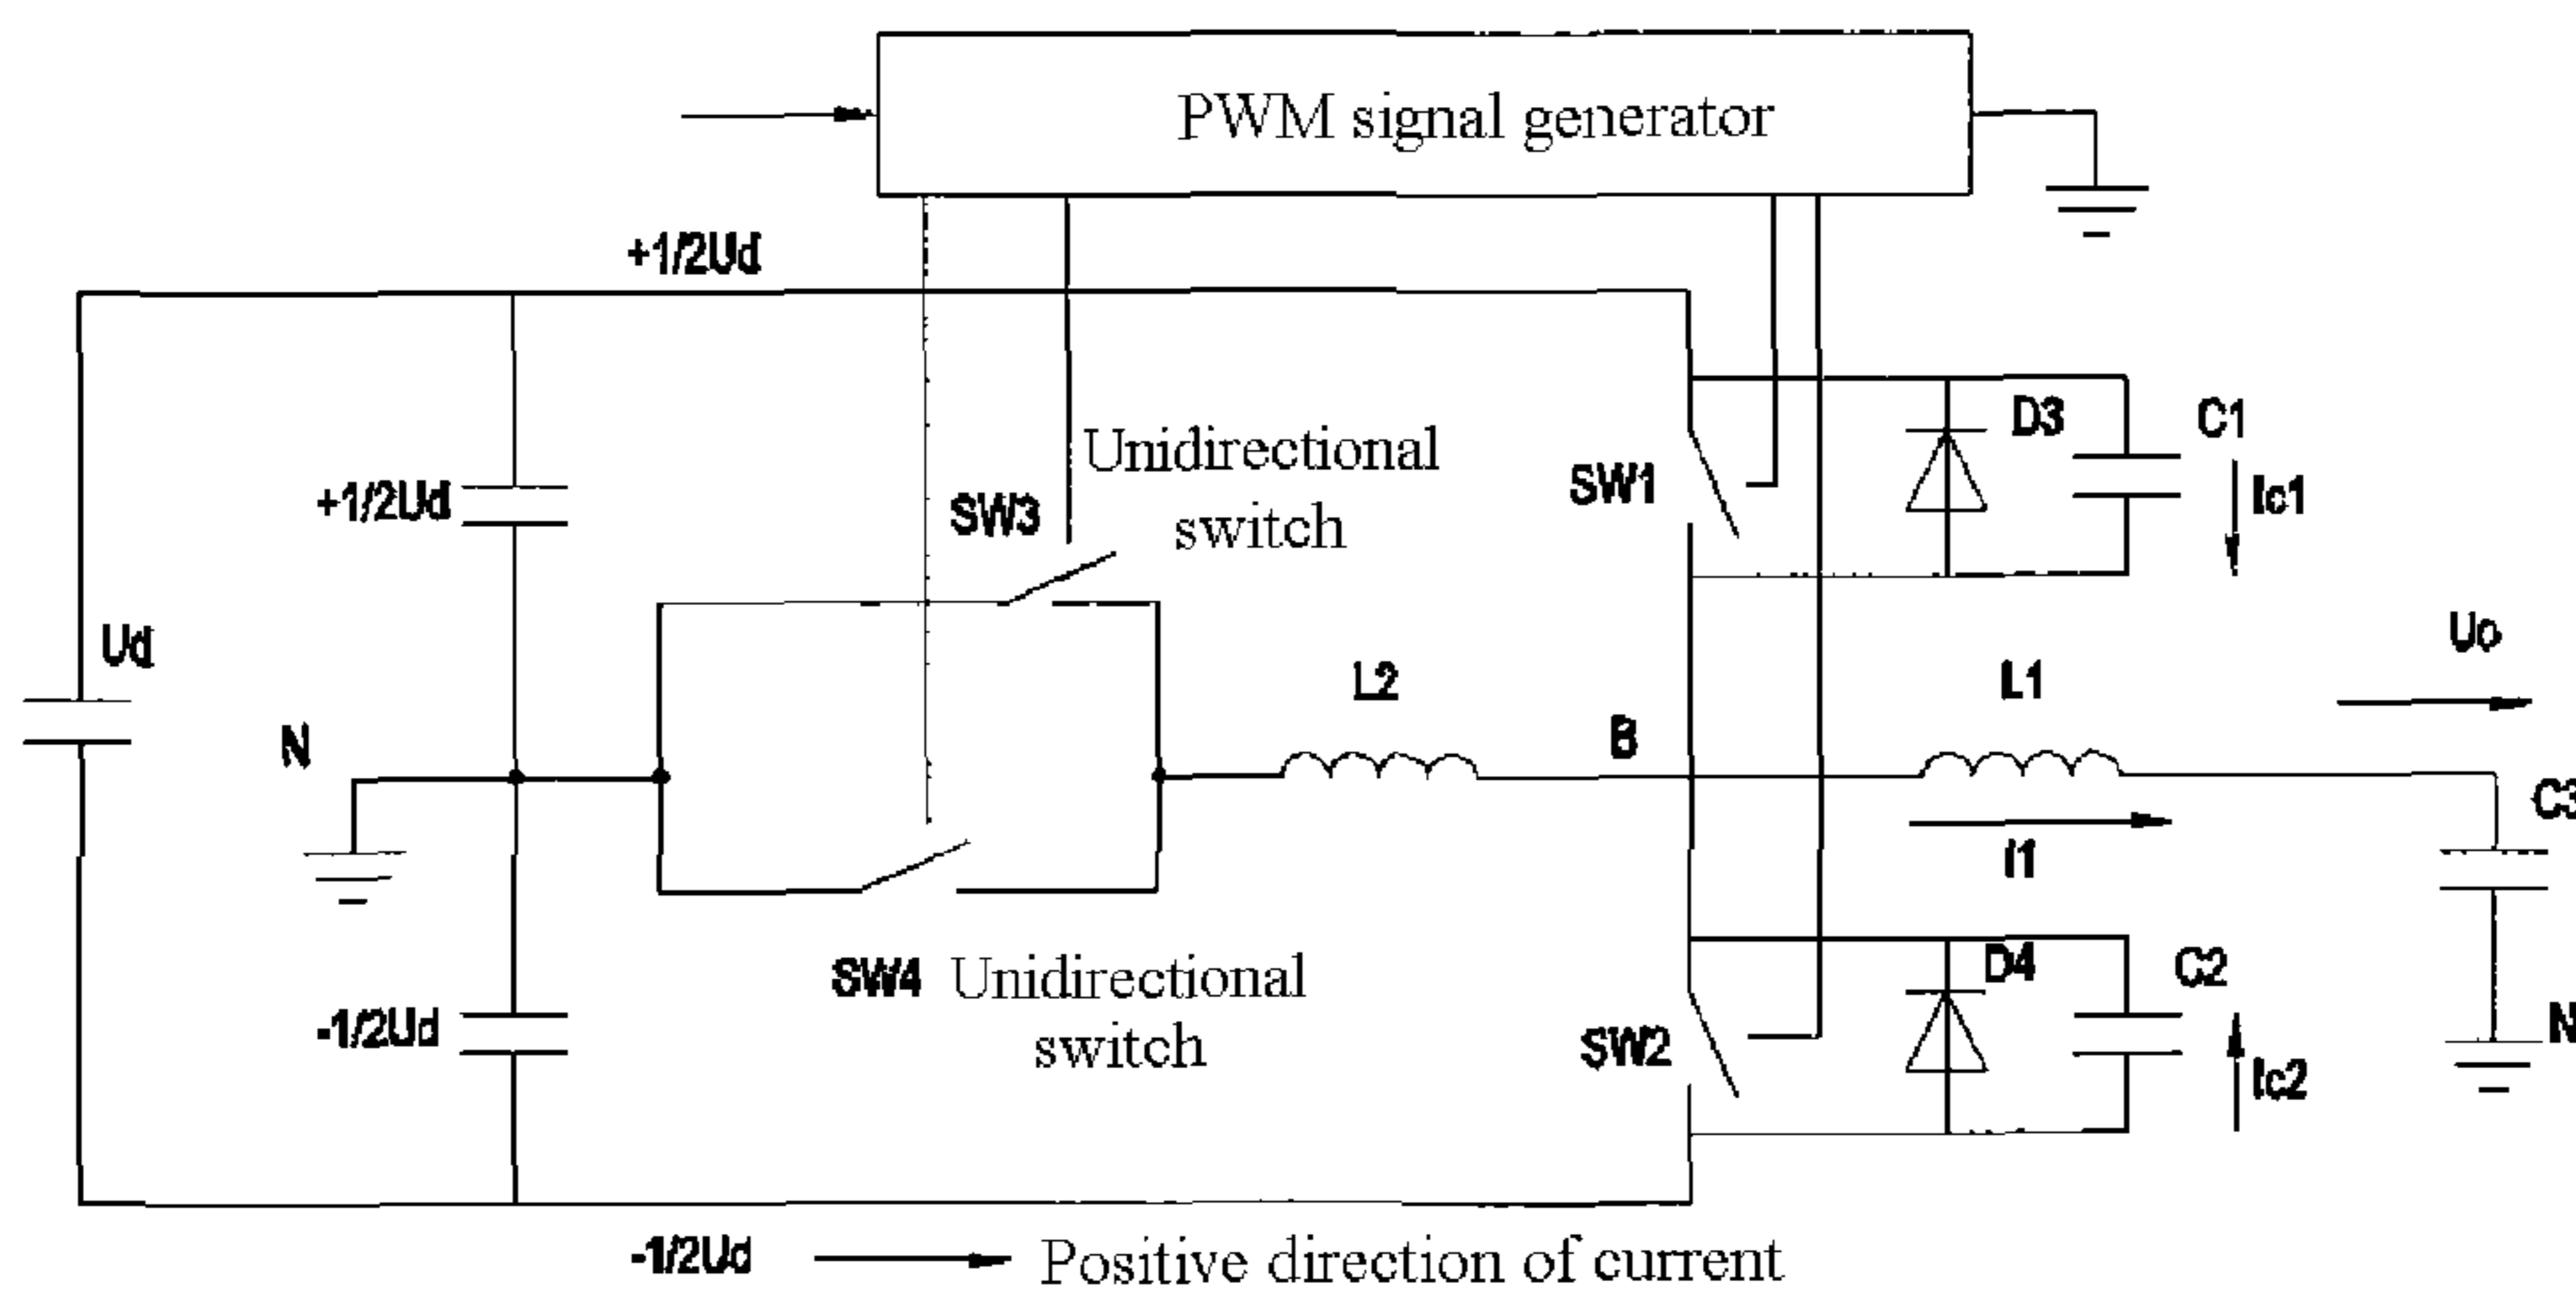 PWM signal generator
+1/2Ud
D3
C1
Unidirectional
switch
SW3
SW1
Ic1
+1/2Ud
Ud
N
L2
B
L1
Uo
C3
I1
SW4 Unidirectional
switch
-1/2Ud
D4
C2
SW2
Ic2
N
-1/2Ud
Positive direction of current